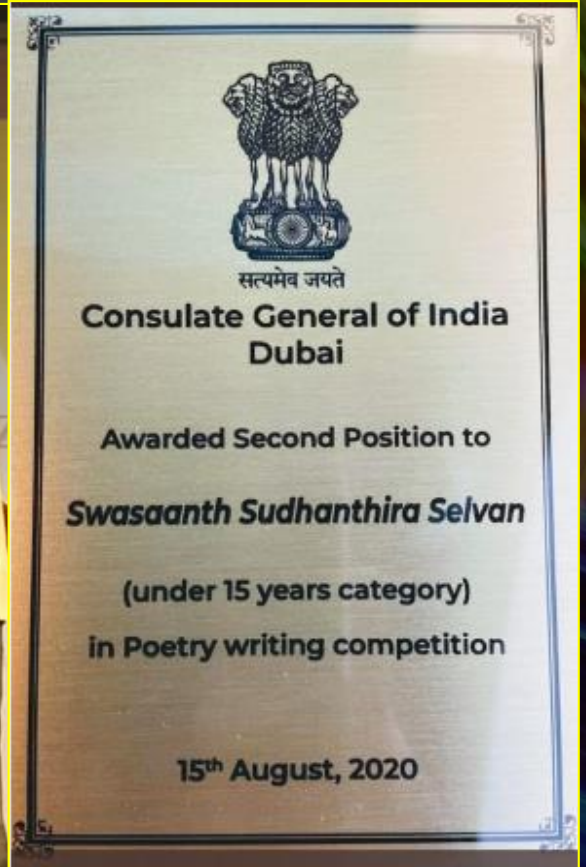 सत्यमेव जयते
Consulate General of India
Dubai
Awarded Second Position to
Swasaanth Sudhanthira Selvan
(under 15 years category)
in Poetry writing competition
15th August, 2020